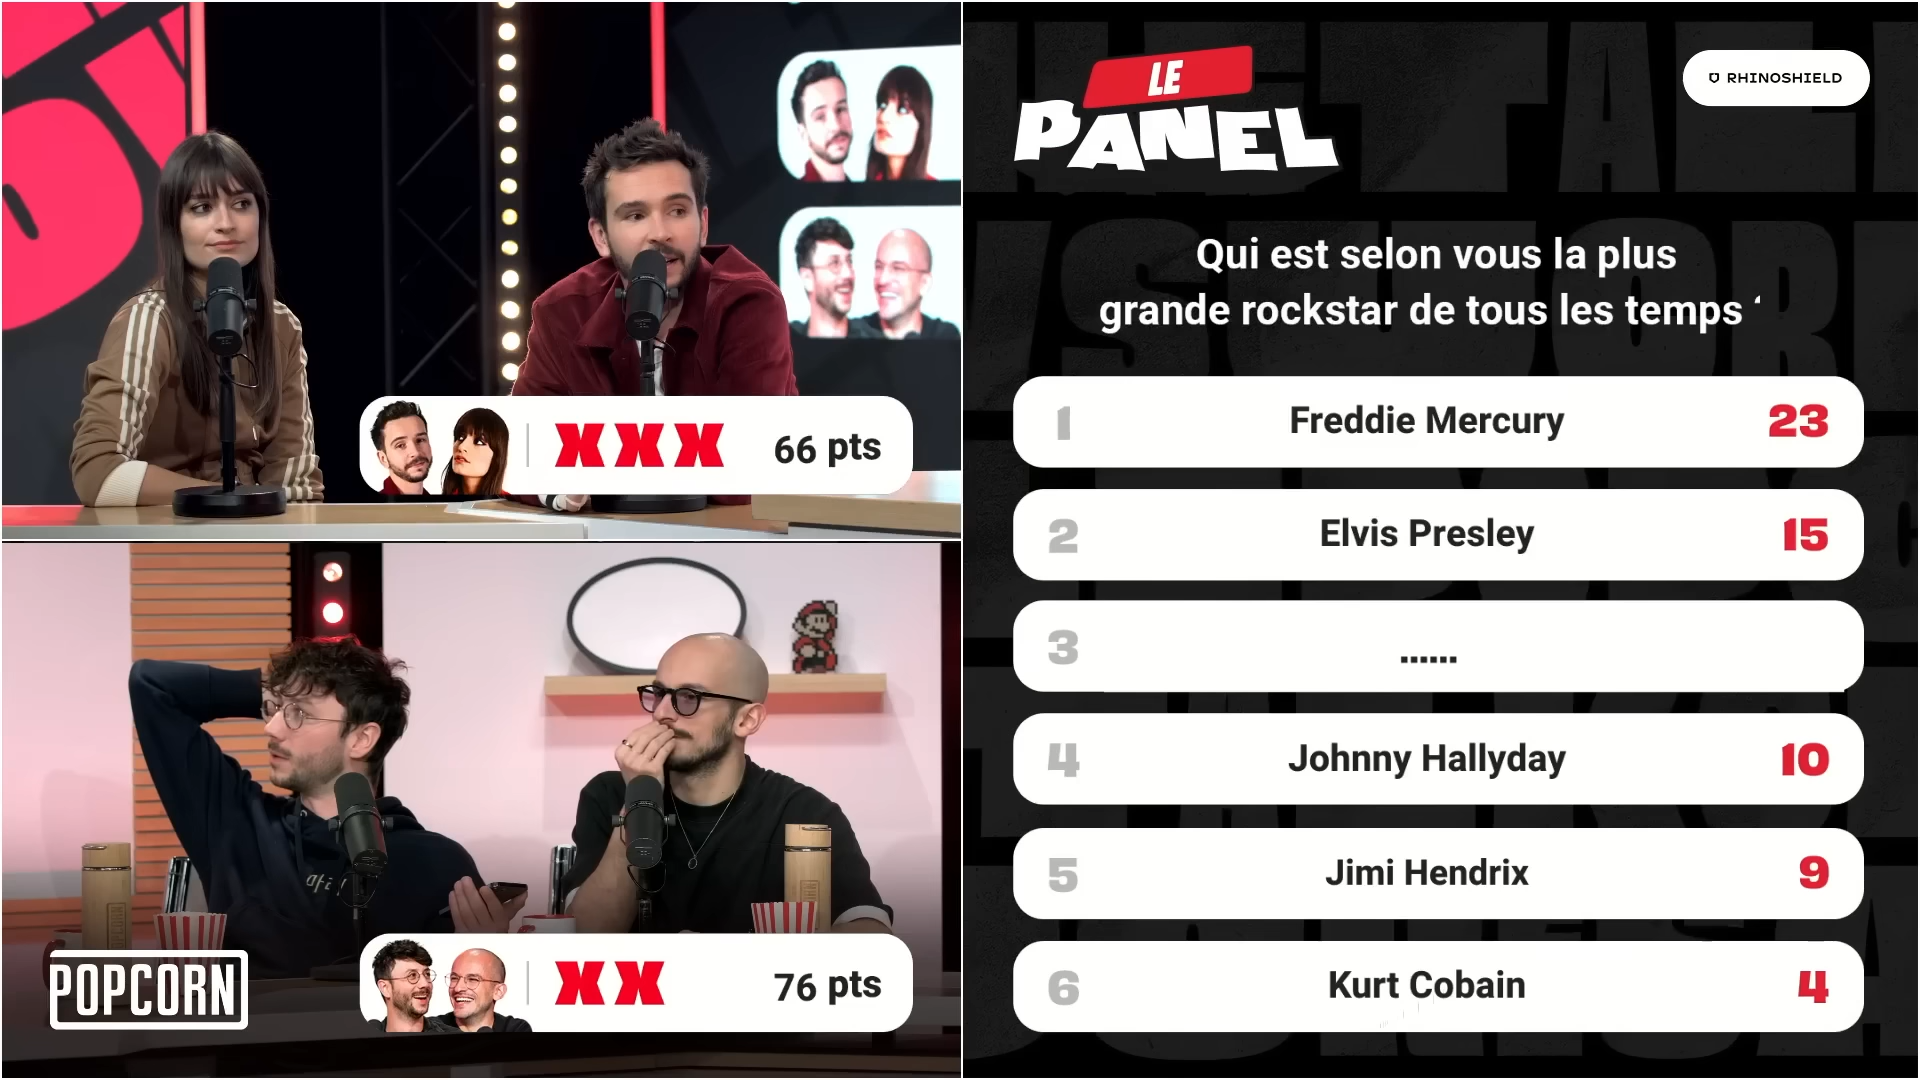 LE
PANEL
RHINOSHIELD
Qui est selon vous la plus
grande rockstar de tous les temps
1 Freddie Mercury 23
2 Elvis Presley 15
3 ......
4 Johnny Hallyday 10
5 Jimi Hendrix 9
6 Kurt Cobain 4
XXX 66 pts
XX 76 pts
POPCORN